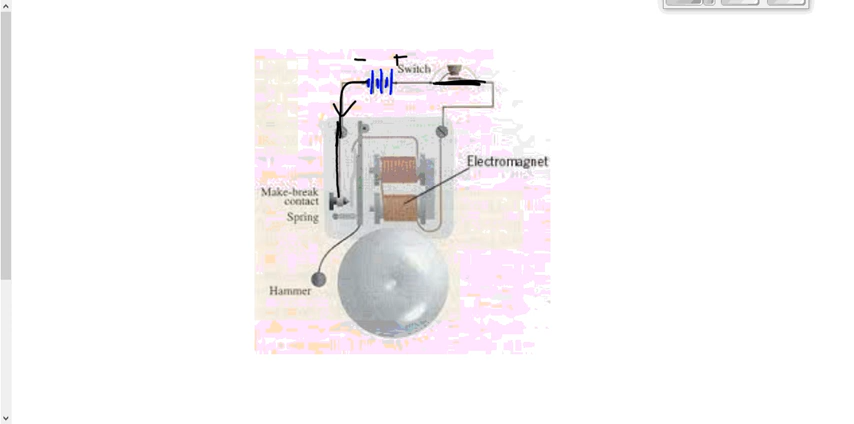 - +
Switch
Electromagnet
Make-break
contact
Spring
Hammer